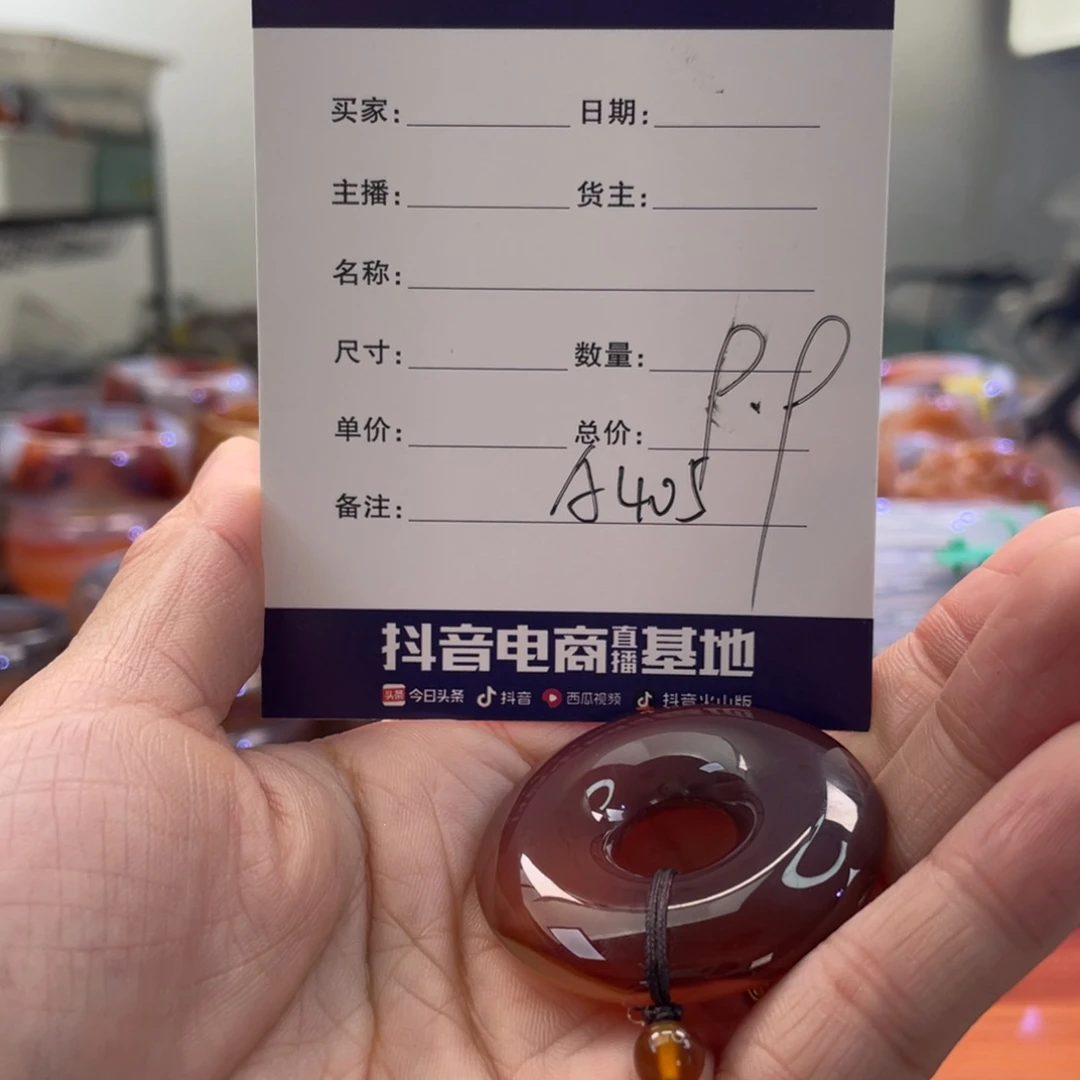 买家： 日期：
主播： 货主：
名称：
尺寸： 数量：
P.P
单价： 总价：
备注： A405
抖音电商直播基地
头条 今日头条 抖音 西瓜视频 抖音火山版